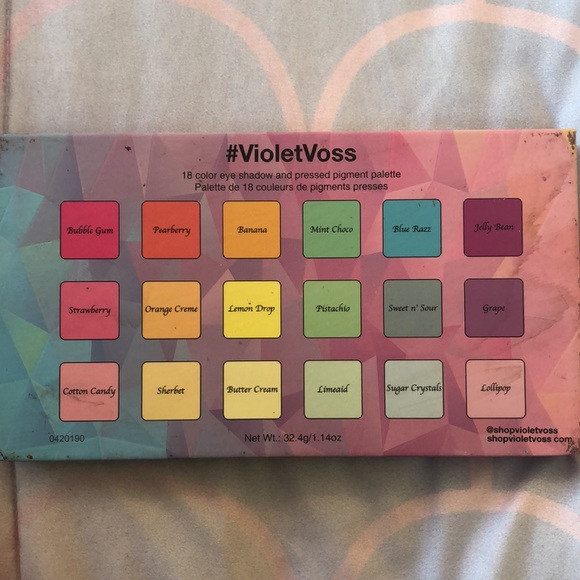 #VioletVoss
18 color eye shadow and pressed pigment palette
Palette de 18 couleurs de pigments presses
Bubble Gum Pearberry Banana Mint Choco Blue Razz Jelly Bean
Strawberry Orange Creme Lemon Drop Pistachio Sweet n' Sour Grape
Cotton Candy Sherbet Butter Cream Limeaid Sugar Crystals Lollipop
0420190 Net Wt.: 32.4g/1.14oz @shopvioletvoss
shopvioletvoss.com